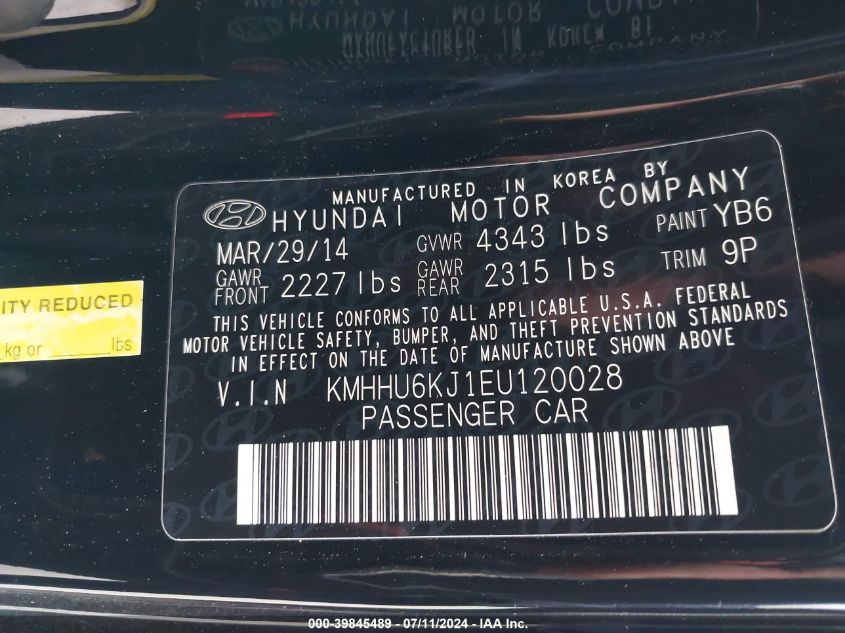 MANUFACTURED IN KOREA BY
HYUNDAI MOTOR COMPANY
MAR/29/14 GVWR 4343 lbs PAINT YB6
GAWR FRONT 2227 lbs GAWR REAR 2315 lbs TRIM 9P
THIS VEHICLE CONFORMS TO ALL APPLICABLE U.S.A. FEDERAL
MOTOR VEHICLE SAFETY, BUMPER, AND THEFT PREVENTION STANDARDS
IN EFFECT ON THE DATE OF MANUFACTURE SHOWN ABOVE
V.I.N KMHHU6KJ1EU120028
PASSENGER CAR
ITY REDUCED
kg or ______ lbs
000-39845489 - 07/11/2024 - IAA Inc.